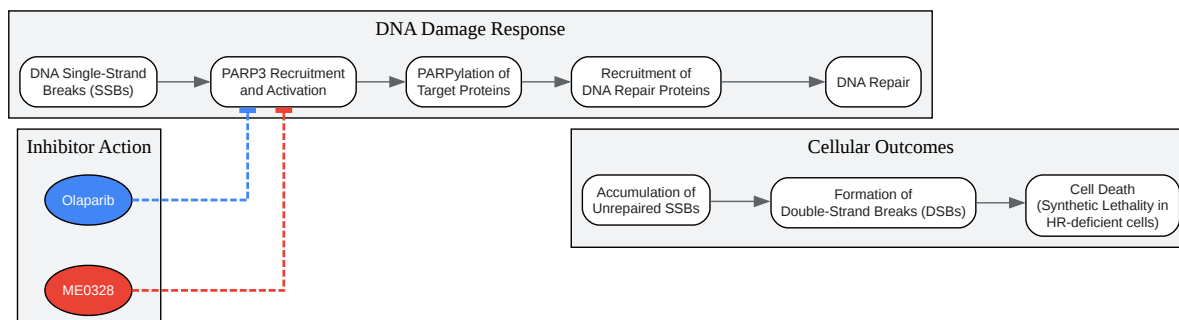 DNA Damage Response
DNA Single-Strand
Breaks (SSBs)
PARP3 Recruitment
and Activation
PARPylation of
Target Proteins
Recruitment of
DNA Repair Proteins
DNA Repair
Inhibitor Action
Olaparib
ME0328
Cellular Outcomes
Accumulation of
Unrepaired SSBs
Formation of
Double-Strand Breaks (DSBs)
Cell Death
(Synthetic Lethality in
HR-deficient cells)